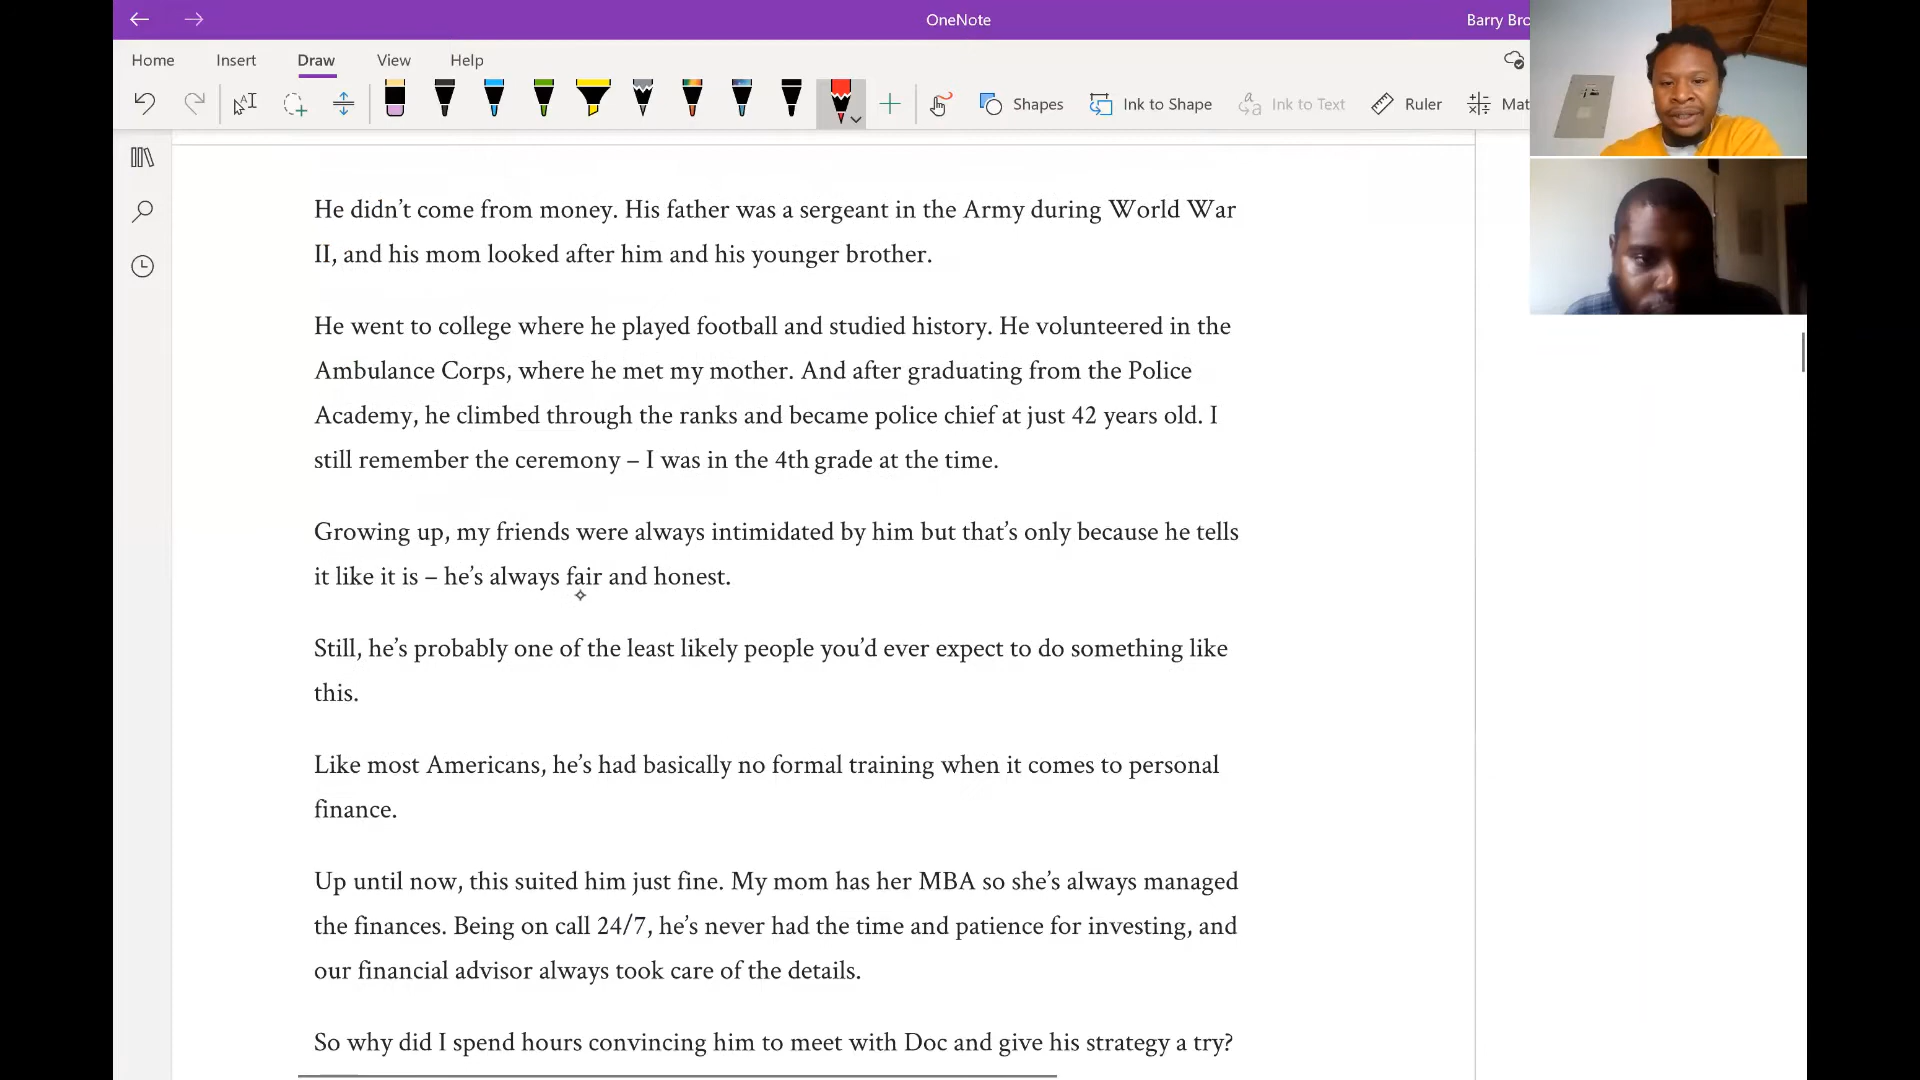 OneNote
Barry Bro
Home Insert Draw View Help
Shapes Ink to Shape Ink to Text Ruler Mat
He didn’t come from money. His father was a sergeant in the Army during World War
II, and his mom looked after him and his younger brother.
He went to college where he played football and studied history. He volunteered in the
Ambulance Corps, where he met my mother. And after graduating from the Police
Academy, he climbed through the ranks and became police chief at just 42 years old. I
still remember the ceremony – I was in the 4th grade at the time.
Growing up, my friends were always intimidated by him but that’s only because he tells
it like it is – he’s always fair and honest.
Still, he’s probably one of the least likely people you’d ever expect to do something like
this.
Like most Americans, he’s had basically no formal training when it comes to personal
finance.
Up until now, this suited him just fine. My mom has her MBA so she’s always managed
the finances. Being on call 24/7, he’s never had the time and patience for investing, and
our financial advisor always took care of the details.
So why did I spend hours convincing him to meet with Doc and give his strategy a try?